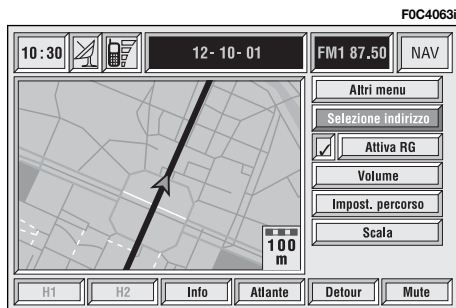 F0C4063i
10:30 12-10-01 FM1 87.50 NAV
Altri menu
Selezione indirizzo
Attiva RG
Volume
Impost. percorso
Scala
100
m
H1 H2 Info Atlante Detour Mute